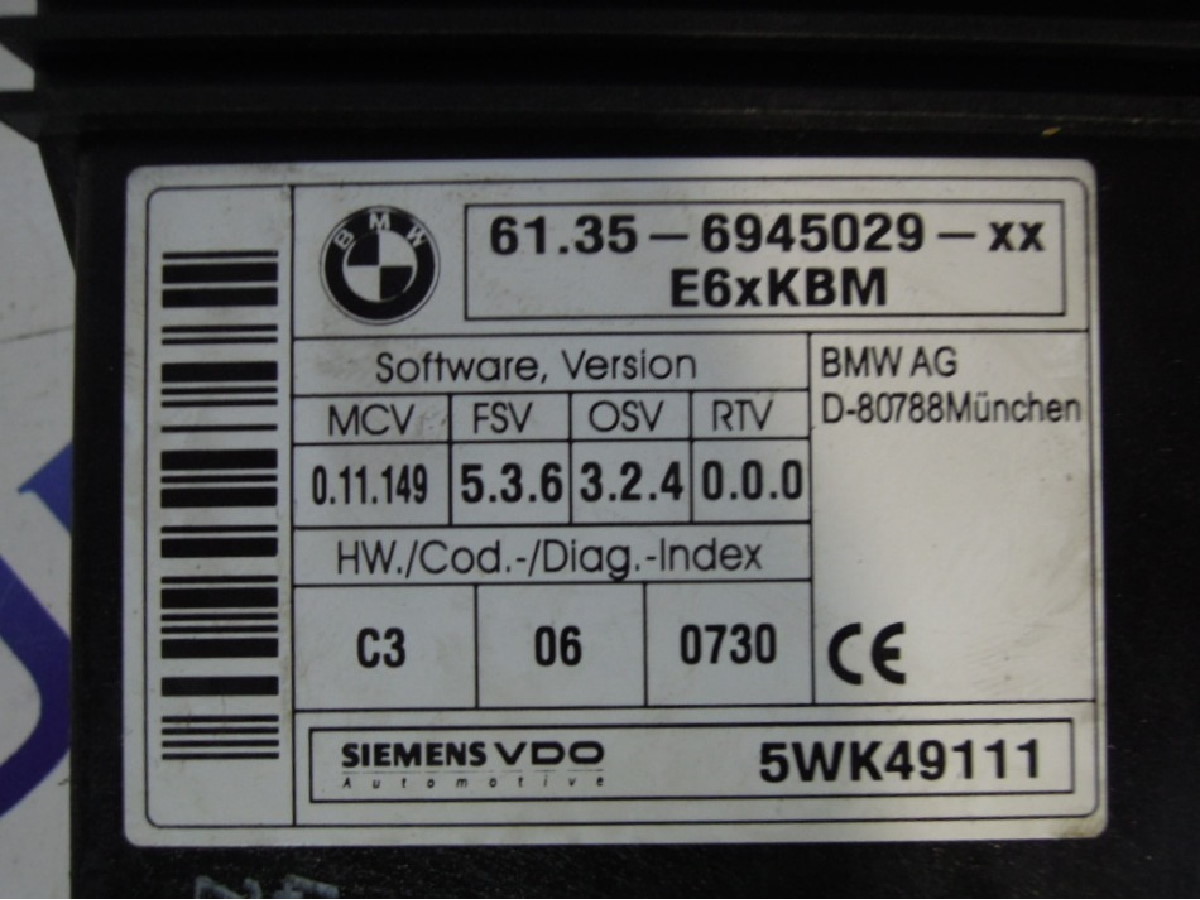 BMW
61.35-6945029-xx
E6xKBM
Software, Version
MCV FSV OSV RTV
0.11.149 5.3.6 3.2.4 0.0.0
BMW AG
D-80788München
HW./Cod.-/Diag.-Index
C3 06 0730
CE
SIEMENS VDO
Automotive
5WK49111